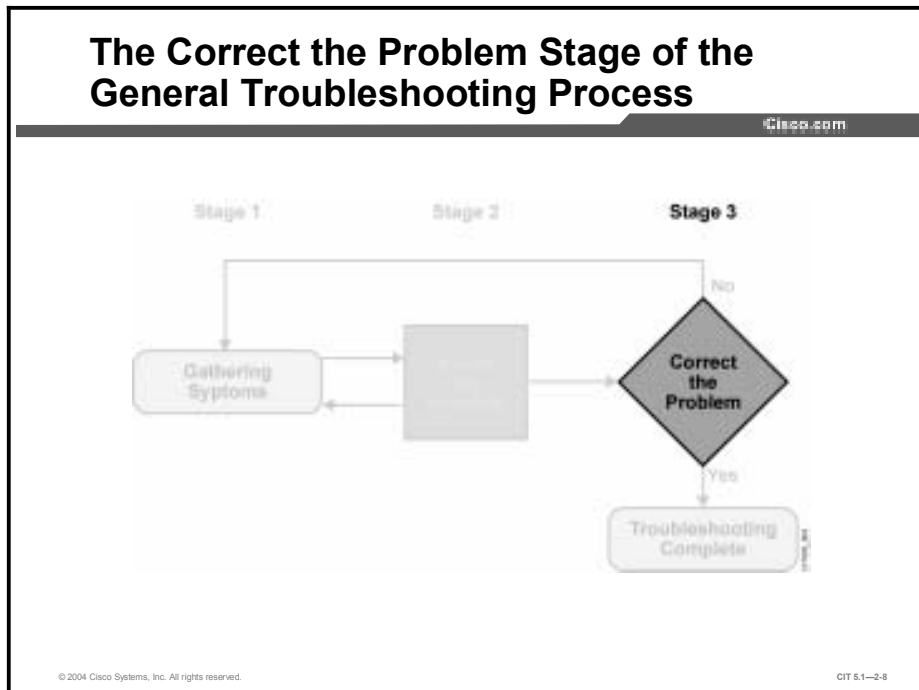 The Correct the Problem Stage of the
General Troubleshooting Process
Cisco.com
Stage 1
Stage 2
Stage 3
No
Gathering
Syptoms
Correct
the
Problem
Yes
Troubleshooting
Complete
© 2004 Cisco Systems, Inc. All rights reserved.
CIT 5.1—2-8